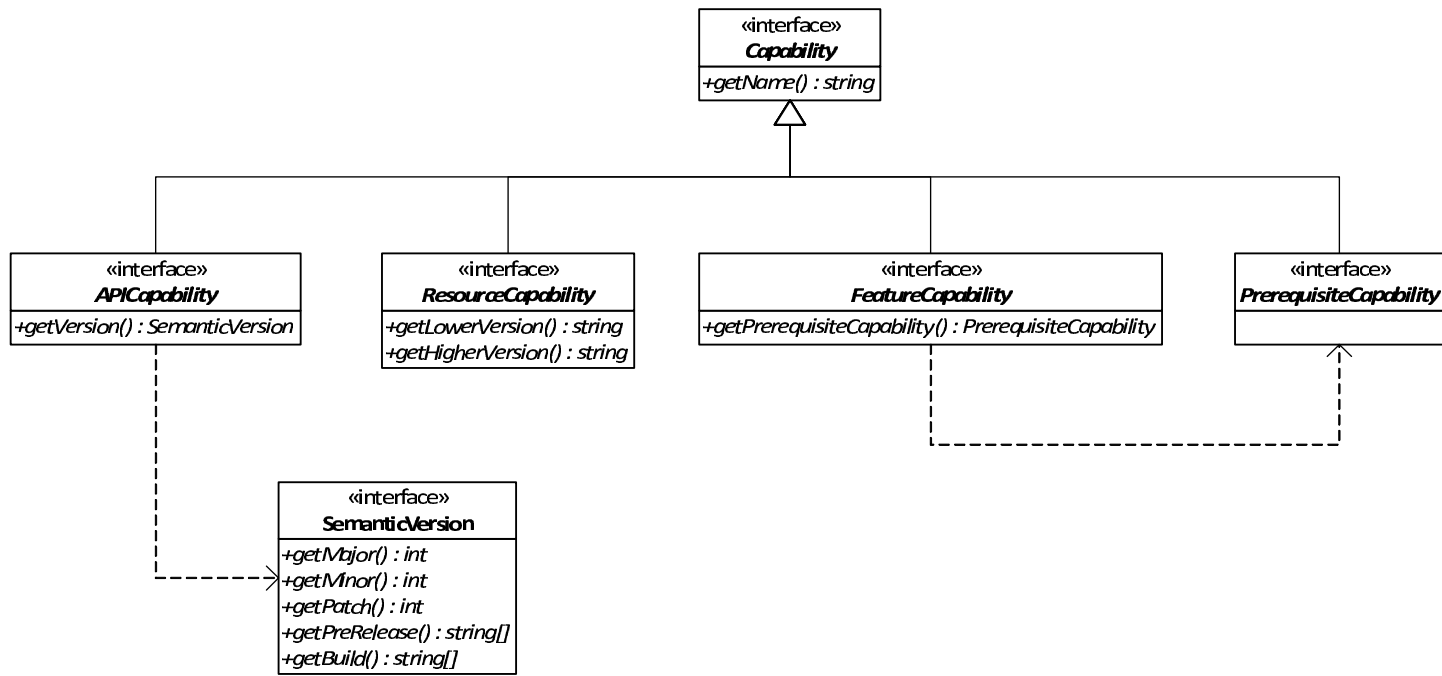 «interface»
Capability
+getName() : string
«interface»
APICapability
+getVersion() : SemanticVersion
«interface»
ResourceCapability
+getLowerVersion() : string
+getHigherVersion() : string
«interface»
FeatureCapability
+getPrerequisiteCapability() : PrerequisiteCapability
«interface»
PrerequisiteCapability
«interface»
SemanticVersion
+getMajor() : int
+getMinor() : int
+getPatch() : int
+getPreRelease() : string[]
+getBuild() : string[]